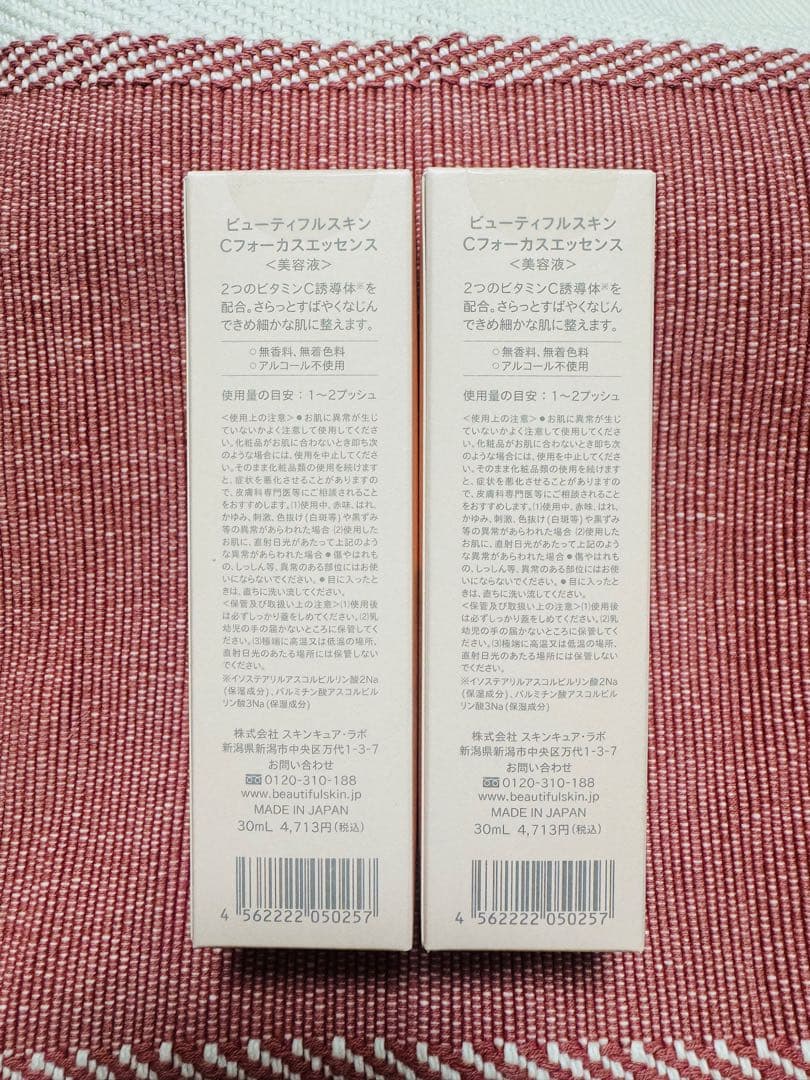 ビューティフルスキン
Cフォーカスエッセンス
<美容液>
2つのビタミンC誘導体※を
配合。さらっとすばやくなじん
できめ細かな肌に整えます。
○無香料、無着色料
○アルコール不使用
使用量の目安：1〜2プッシュ
<使用上の注意>●お肌に異常が生じ
ていないかよく注意して使用してくださ
い。化粧品がお肌に合わないとき即ち次
のような場合には、使用を中止してください。
そのまま化粧品類の使用を続けます
と、症状を悪化させることがありますの
で、皮膚科専門医等にご相談されること
をおすすめします。(1)使用中、赤味、はれ、
かゆみ、刺激、色抜け(白斑等)や黒ずみ
等の異常があらわれた場合(2)使用した
お肌に、直射日光があたって上記のよう
な異常があらわれた場合●傷やはれも
の、しっしん等、異常のある部位にはお使
いにならないでください。●目に入ったと
きは、直ちに洗い流してください。
<保管及び取扱い上の注意>(1)使用後
は必ずしっかり蓋をしめてください。(2)乳
幼児の手の届かないところに保管してく
ださい。(3)極端に高温又は低温の場所、
直射日光のあたる場所には保管しない
でください。
※イソステアリルアスコルビルリン酸2Na
(保湿成分)、パルミチン酸アスコルビル
リン酸3Na(保湿成分)
株式会社 スキンキュア・ラボ
新潟県新潟市中央区万代1-3-7
お問い合わせ
0120-310-188
www.beautifulskin.jp
MADE IN JAPAN
30mL 4,713円(税込)
4 562222 050257
ビューティフルスキン
Cフォーカスエッセンス
<美容液>
2つのビタミンC誘導体※を
配合。さらっとすばやくなじん
できめ細かな肌に整えます。
○無香料、無着色料
○アルコール不使用
使用量の目安：1〜2プッシュ
<使用上の注意>●お肌に異常が生じ
ていないかよく注意して使用してくださ
い。化粧品がお肌に合わないとき即ち次
のような場合には、使用を中止してください。
そのまま化粧品類の使用を続けます
と、症状を悪化させることがありますの
で、皮膚科専門医等にご相談されること
をおすすめします。(1)使用中、赤味、はれ、
かゆみ、刺激、色抜け(白斑等)や黒ずみ
等の異常があらわれた場合(2)使用した
お肌に、直射日光があたって上記のよう
な異常があらわれた場合●傷やはれも
の、しっしん等、異常のある部位にはお使
いにならないでください。●目に入ったと
きは、直ちに洗い流してください。
<保管及び取扱い上の注意>(1)使用後
は必ずしっかり蓋をしめてください。(2)乳
幼児の手の届かないところに保管してく
ださい。(3)極端に高温又は低温の場所、
直射日光のあたる場所には保管しない
でください。
※イソステアリルアスコルビルリン酸2Na
(保湿成分)、パルミチン酸アスコルビル
リン酸3Na(保湿成分)
株式会社 スキンキュア・ラボ
新潟県新潟市中央区万代1-3-7
お問い合わせ
0120-310-188
www.beautifulskin.jp
MADE IN JAPAN
30mL 4,713円(税込)
4 562222 050257